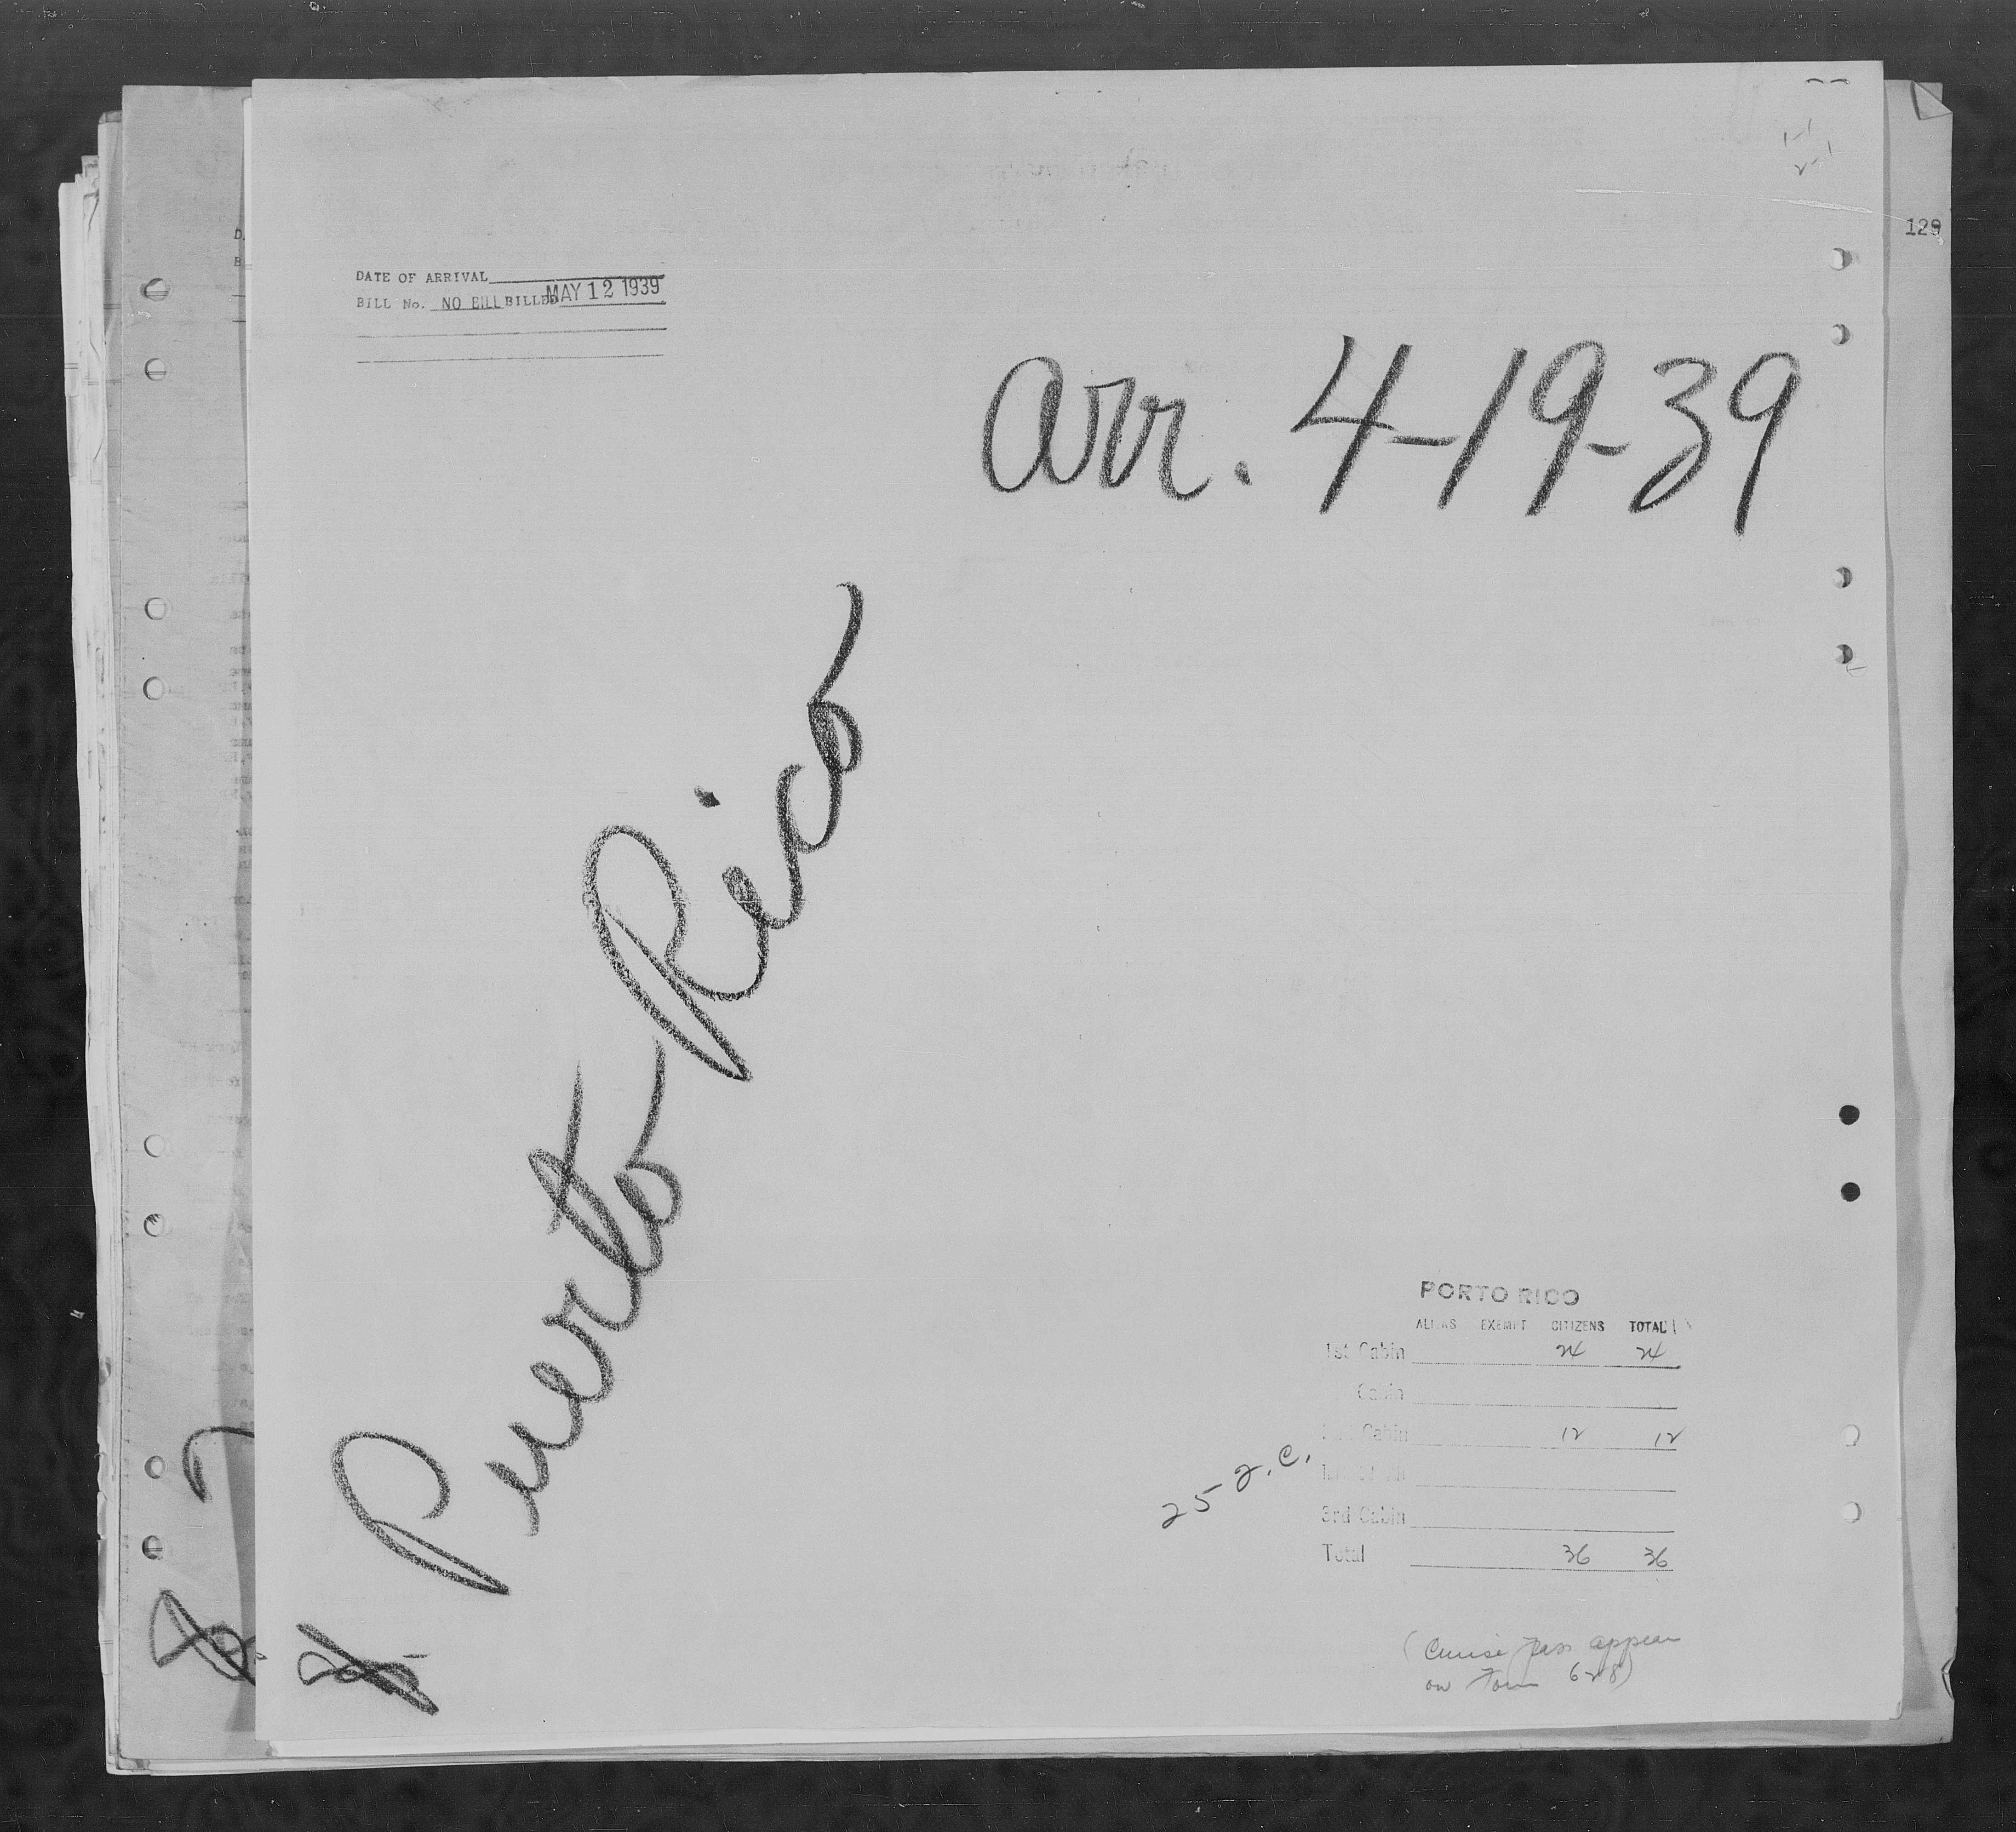 129
DATE OF ARRIVAL
BILL No. NO BILL BILLED MAY 12 1939
arr. 4-19-39
Puerto Rico
PORTO RICO
ALIENS EXEMPT CITIZENS TOTAL
1st Cabin 24 24
Cabin
Cabin 12 12
25 2.C.
3rd Cabin
Total 36 36
(Cruise pass appear
on Form 628)